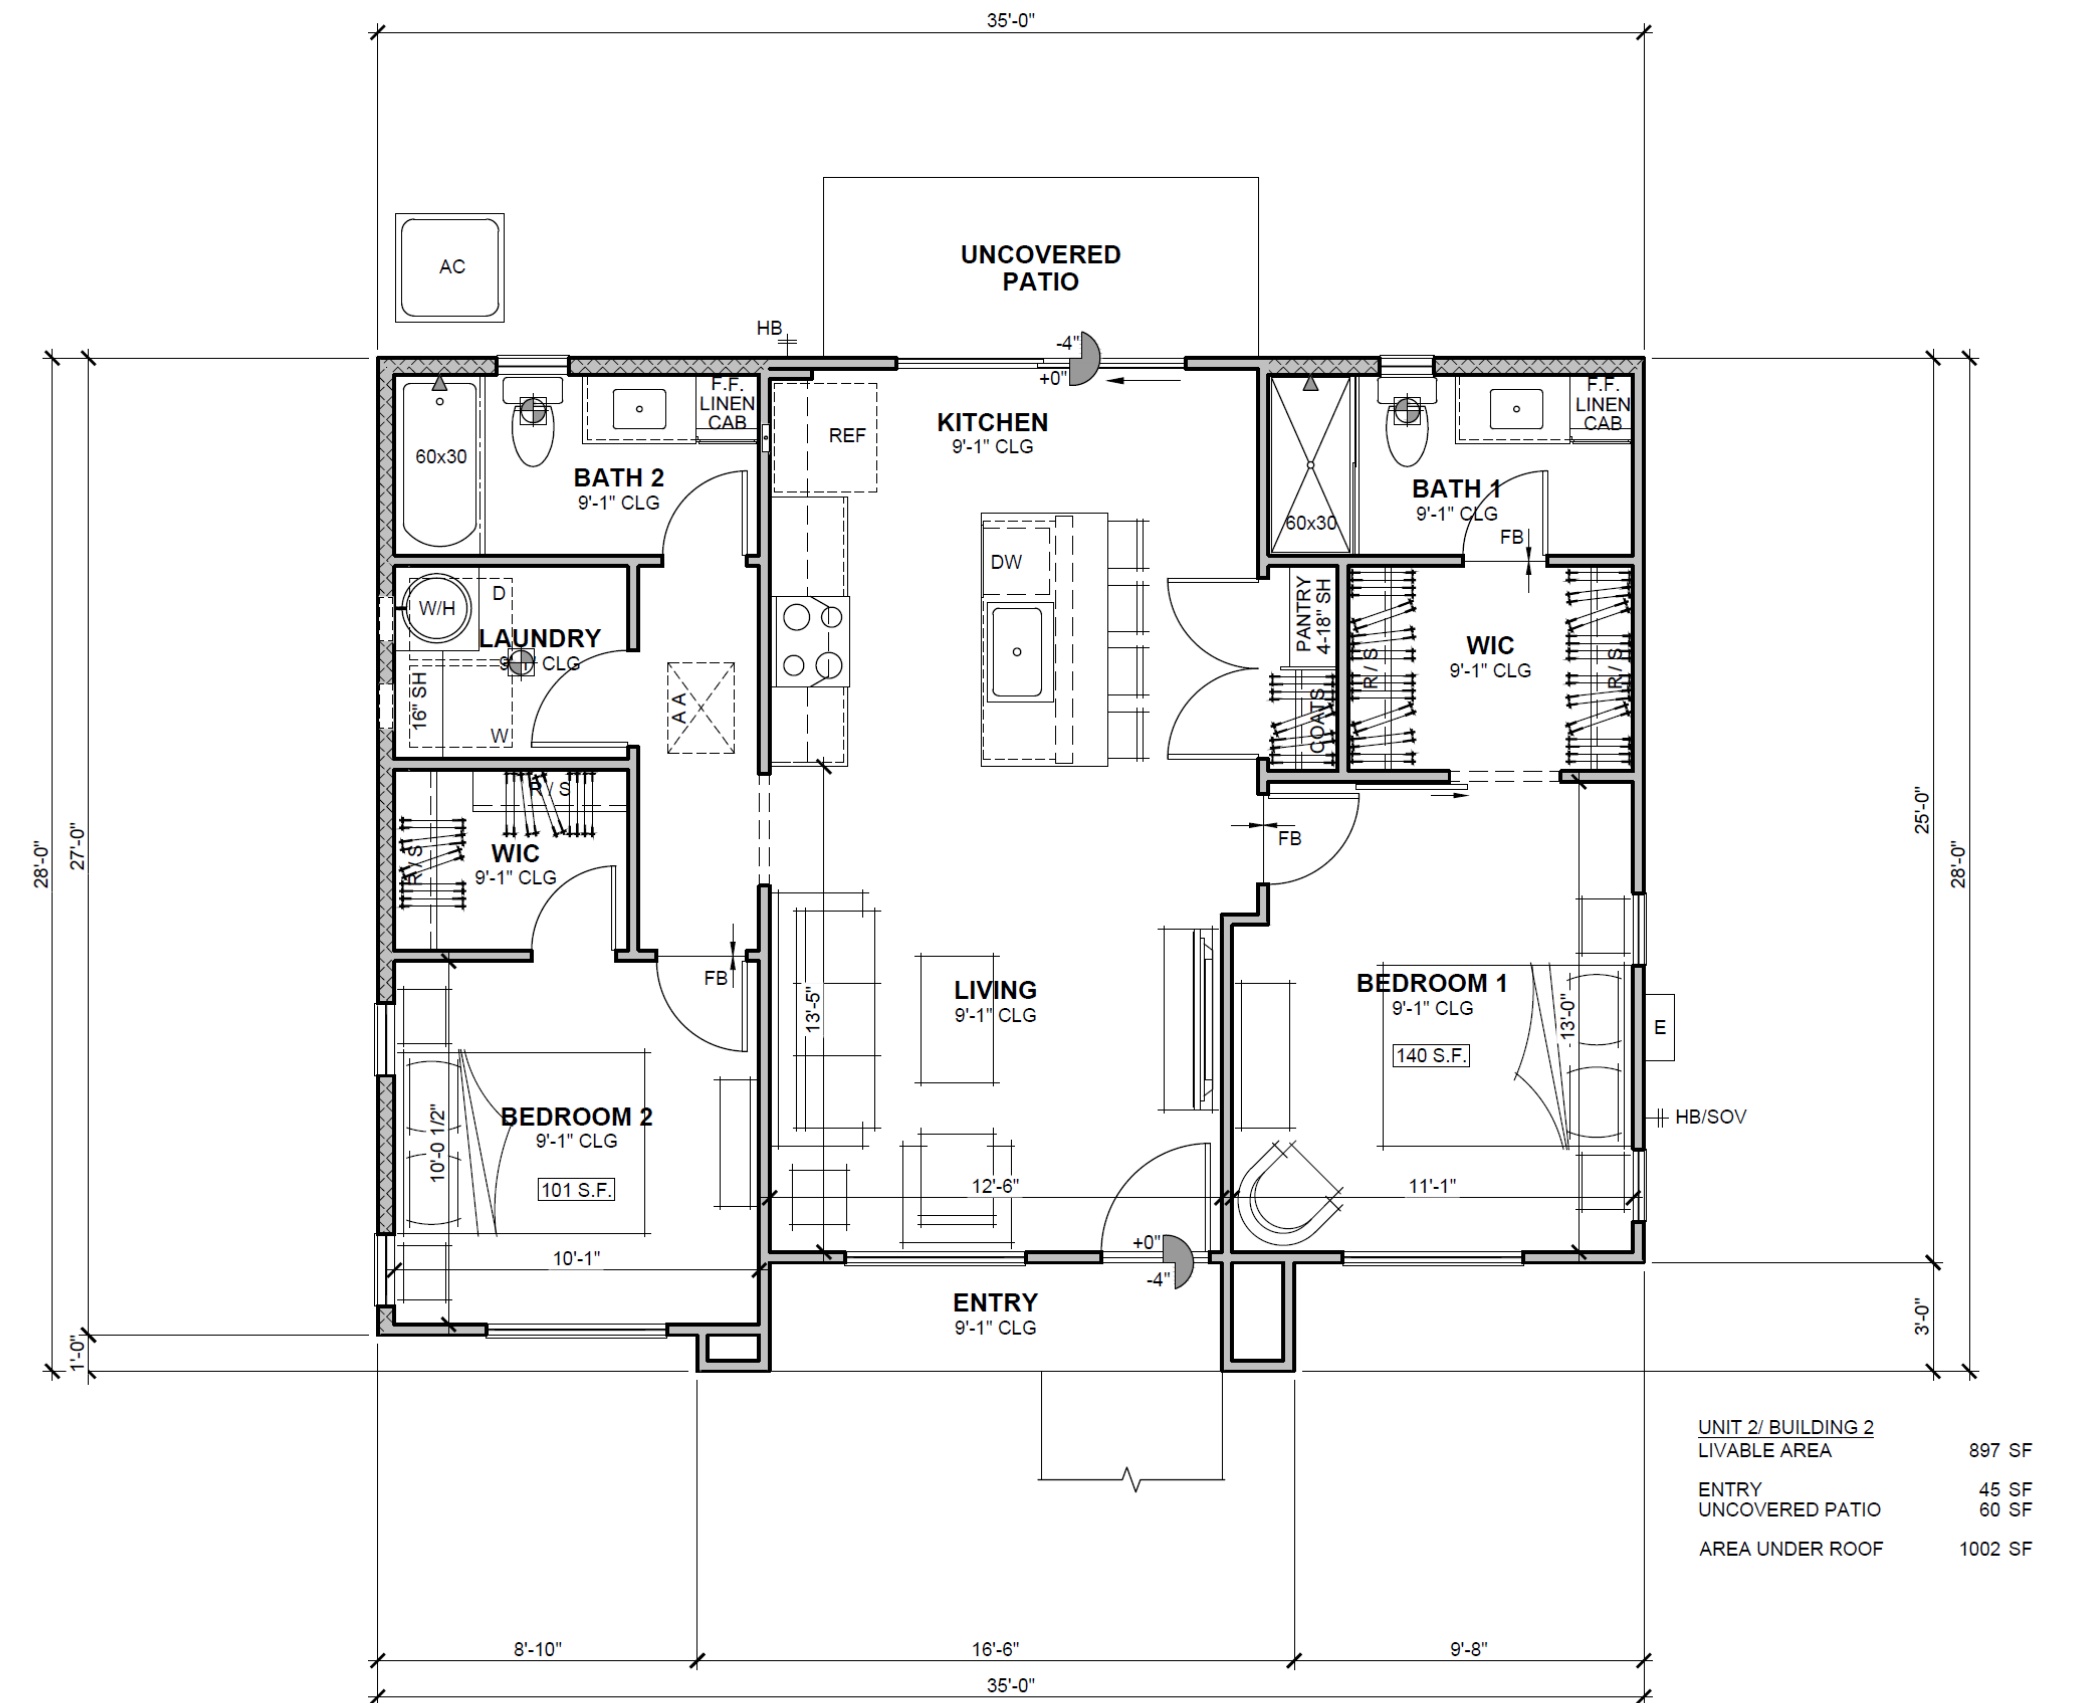 35'-0"
AC
UNCOVERED
PATIO
HB
-4"
+0"
F.F.
LINEN
CAB
F.F.
LINEN
CAB
KITCHEN
9'-1" CLG
REF
60x30
BATH 2
9'-1" CLG
BATH 1
9'-1" CLG
60x30
FB
DW
W/H
D
LAUNDRY
9'-1" CLG
16" SH
W
A A
PANTRY
4-18" SH
COATS
R / S
WIC
9'-1" CLG
R / S
R / S
R / S
WIC
9'-1" CLG
FB
28'-0"
27'-0"
25'-0"
28'-0"
FB
LIVING
9'-1" CLG
13'-5"
BEDROOM 1
9'-1" CLG
13'-0"
140 S.F.
E
HB/SOV
BEDROOM 2
9'-1" CLG
10'-0 1/2"
101 S.F.
12'-6"
11'-1"
10'-1"
+0"
-4"
ENTRY
9'-1" CLG
1'-0"
3'-0"
UNIT 2/ BUILDING 2
LIVABLE AREA 897 SF
ENTRY 45 SF
UNCOVERED PATIO 60 SF
AREA UNDER ROOF 1002 SF
8'-10"
16'-6"
9'-8"
35'-0"